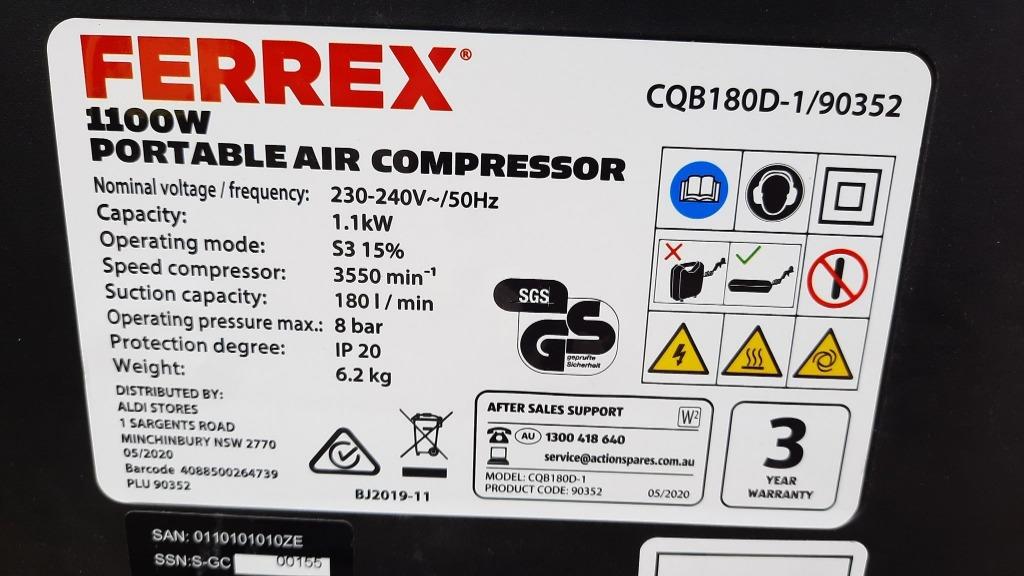 FERREX®
CQB180D-1/90352
1100W
PORTABLE AIR COMPRESSOR
Nominal voltage / frequency: 230-240V~/50Hz
Capacity: 1.1kW
Operating mode: S3 15%
Speed compressor: 3550 min⁻¹
Suction capacity: 180 l / min
Operating pressure max.: 8 bar
Protection degree: IP 20
Weight: 6.2 kg
SGS
GS
geprüfte
Sicherheit
DISTRIBUTED BY:
ALDI STORES
1 SARGENTS ROAD
MINCHINBURY NSW 2770
05/2020
Barcode 4088500264739
PLU 90352
BJ2019-11
AFTER SALES SUPPORT
W²
AU 1300 418 640
service@actionspares.com.au
MODEL: CQB180D-1
PRODUCT CODE: 90352 05/2020
3
YEAR
WARRANTY
SAN: 0110101010ZE
SSN:S-GC 00155